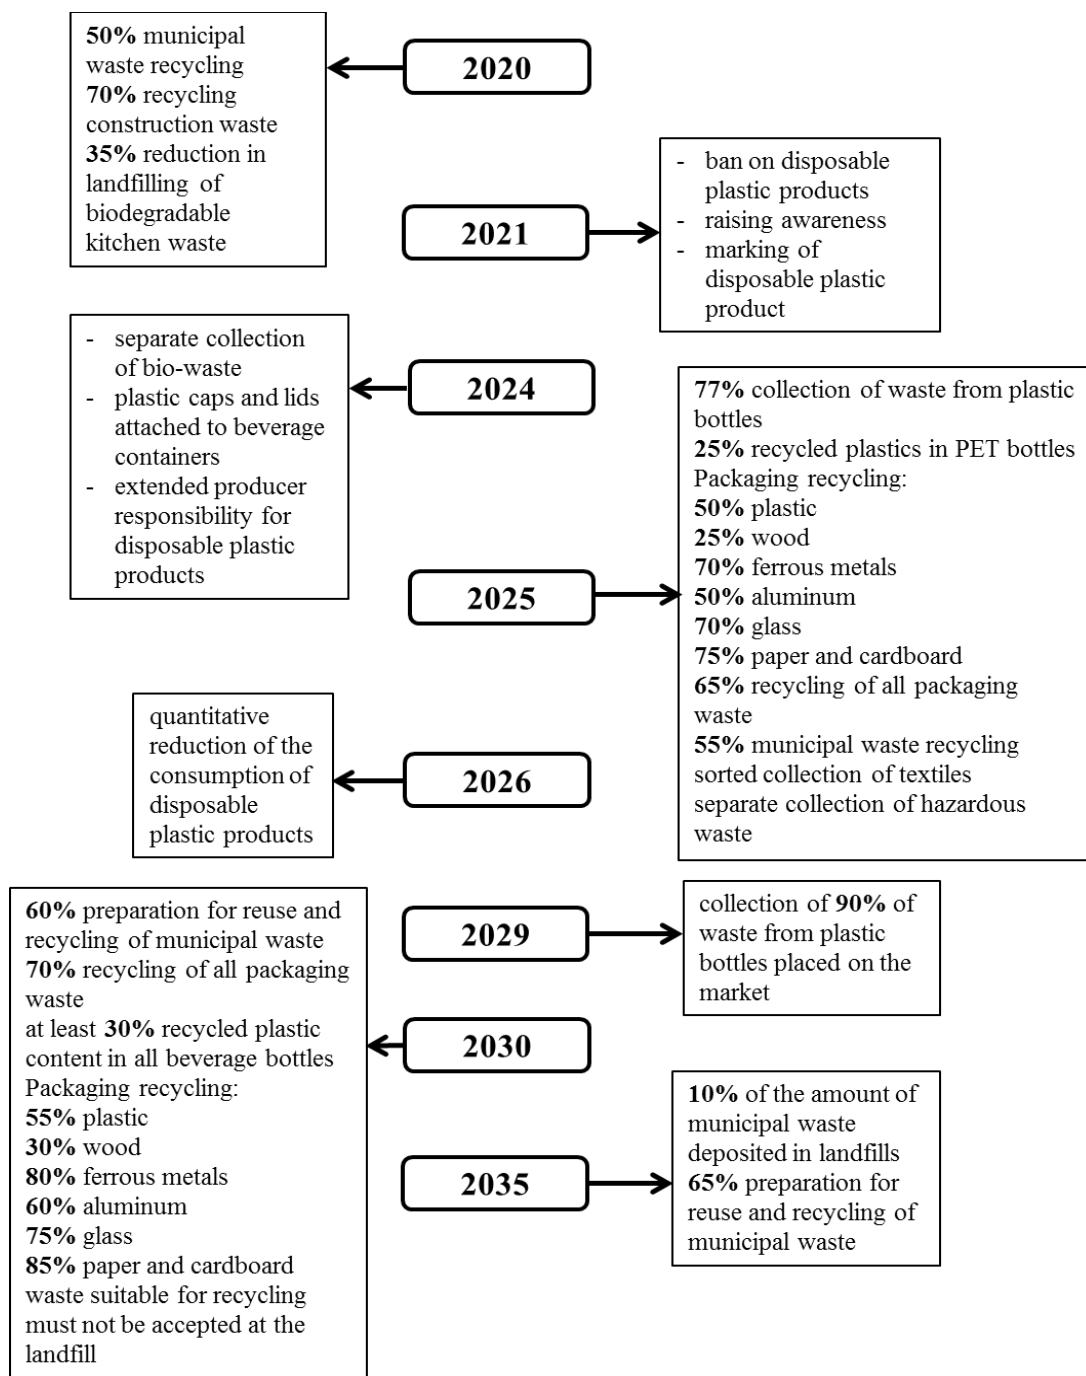 2020
50% municipal
waste recycling
70% recycling
construction waste
35% reduction in
landfilling of
biodegradable
kitchen waste
2021
- ban on disposable
plastic products
- raising awareness
- marking of
disposable plastic
product
2024
- separate collection
of bio-waste
- plastic caps and lids
attached to beverage
containers
- extended producer
responsibility for
disposable plastic
products
2025
77% collection of waste from plastic
bottles
25% recycled plastics in PET bottles
Packaging recycling:
50% plastic
25% wood
70% ferrous metals
50% aluminum
70% glass
75% paper and cardboard
65% recycling of all packaging
waste
55% municipal waste recycling
sorted collection of textiles
separate collection of hazardous
waste
2026
quantitative
reduction of the
consumption of
disposable
plastic products
2029
collection of 90% of
waste from plastic
bottles placed on the
market
2030
60% preparation for reuse and
recycling of municipal waste
70% recycling of all packaging
waste
at least 30% recycled plastic
content in all beverage bottles
Packaging recycling:
55% plastic
30% wood
80% ferrous metals
60% aluminum
75% glass
85% paper and cardboard
waste suitable for recycling
must not be accepted at the
landfill
2035
10% of the amount of
municipal waste
deposited in landfills
65% preparation for
reuse and recycling of
municipal waste